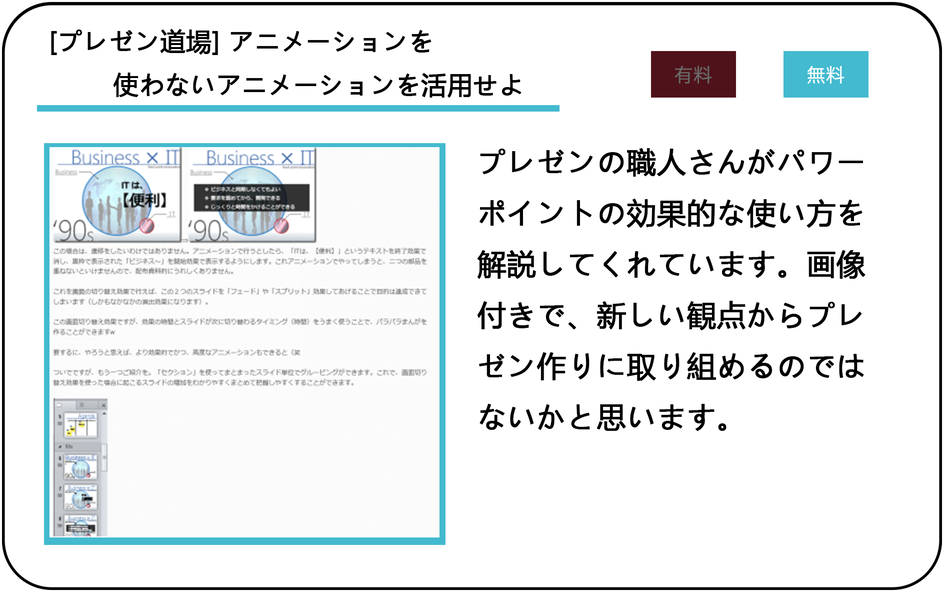 [プレゼン道場] アニメーションを
使わないアニメーションを活用せよ
有料
無料
Business × IT
Business
ITは、
【便利】
IT
'90s
Business × IT
Business
❖ ビジネスと同期しなくてもよい
❖ 要求を固めてから、開発できる
❖ じっくりと時間をかけることができる
IT
'90s
この場合は、遷移をしたいわけではありません。アニメーションで行うとしたら、「ITは、【便利】」というテキストを終了効果で
消し、裏時で表示された「ビジネス〜」を開始効果で表示するようにします。これアニメーションでやってしまうと、二つの部品を
重ねないといけませんので、配布資料的にうれしくありません。
これを画面の切り替え効果で行えば、この2つのスライドを「フェード」や「スプリット」効果してあげることで目的は達成できて
しまいます（しかもなかなかの演出効果になります）。
この画面切り替え効果ですが、効果の時間とスライドが次に切り替わるタイミング（時間）をうまく使うことで、パラパラまんがを
作ることができますw
要するに、やろうと思えば、より効果的でかつ、高度なアニメーションもできると（笑
ついでですが、もう一つご紹介を。「セクション」を使ってまとまったスライド単位でグルーピングができます。これで、画面切り
替え効果を使った場合に起こるスライドの増加をわかりやすくまとめて把握しやすくすることができます。
Agenda
プレゼンの職人さんがパワー
ポイントの効果的な使い方を
解説してくれています。画像
付きで、新しい観点からプレ
ゼン作りに取り組めるのでは
ないかと思います。